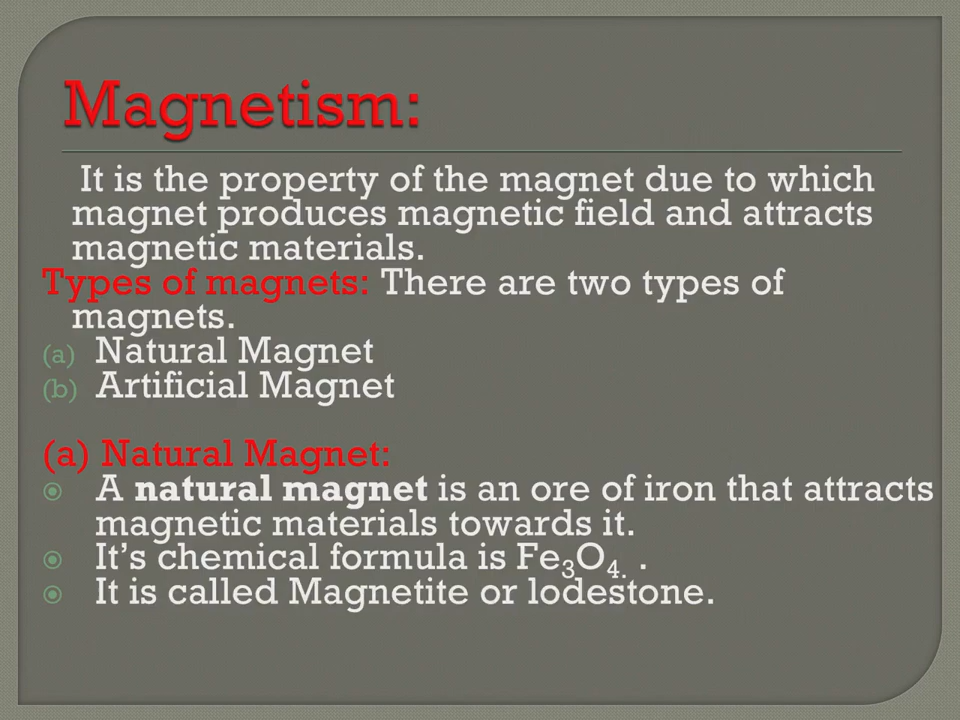 Magnetism:
It is the property of the magnet due to which
magnet produces magnetic field and attracts
magnetic materials.
Types of magnets: There are two types of
magnets.
(a) Natural Magnet
(b) Artificial Magnet
(a) Natural Magnet:
A natural magnet is an ore of iron that attracts
magnetic materials towards it.
It’s chemical formula is Fe₃O₄. .
It is called Magnetite or lodestone.